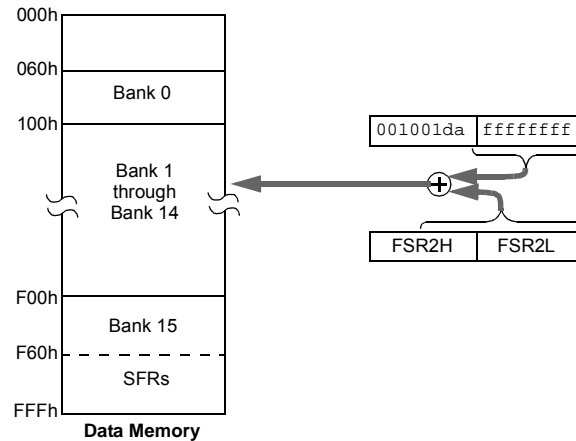 000h
060h
Bank 0
100h
001001da ffffffff
Bank 1
through
Bank 14
FSR2H FSR2L
F00h
Bank 15
F60h
SFRs
FFFh
Data Memory